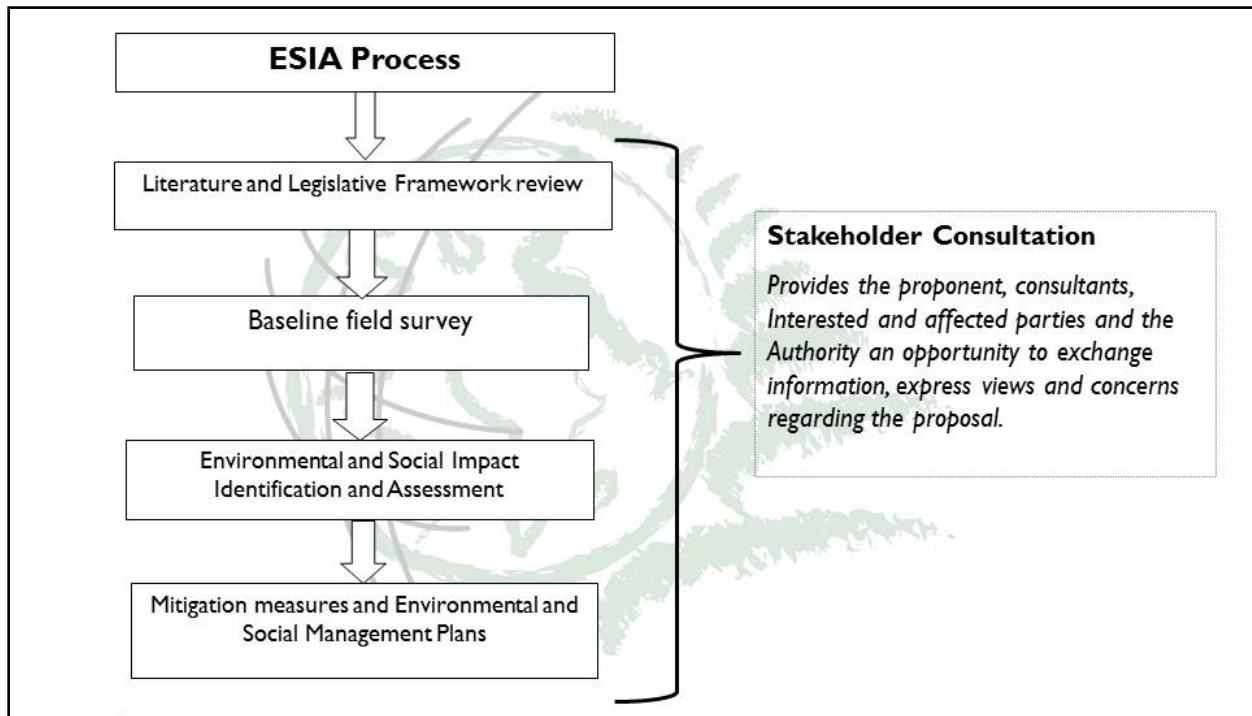 ESIA Process
Literature and Legislative Framework review
Baseline field survey
Environmental and Social Impact
Identification and Assessment
Mitigation measures and Environmental and
Social Management Plans
Stakeholder Consultation
Provides the proponent, consultants,
Interested and affected parties and the
Authority an opportunity to exchange
information, express views and concerns
regarding the proposal.